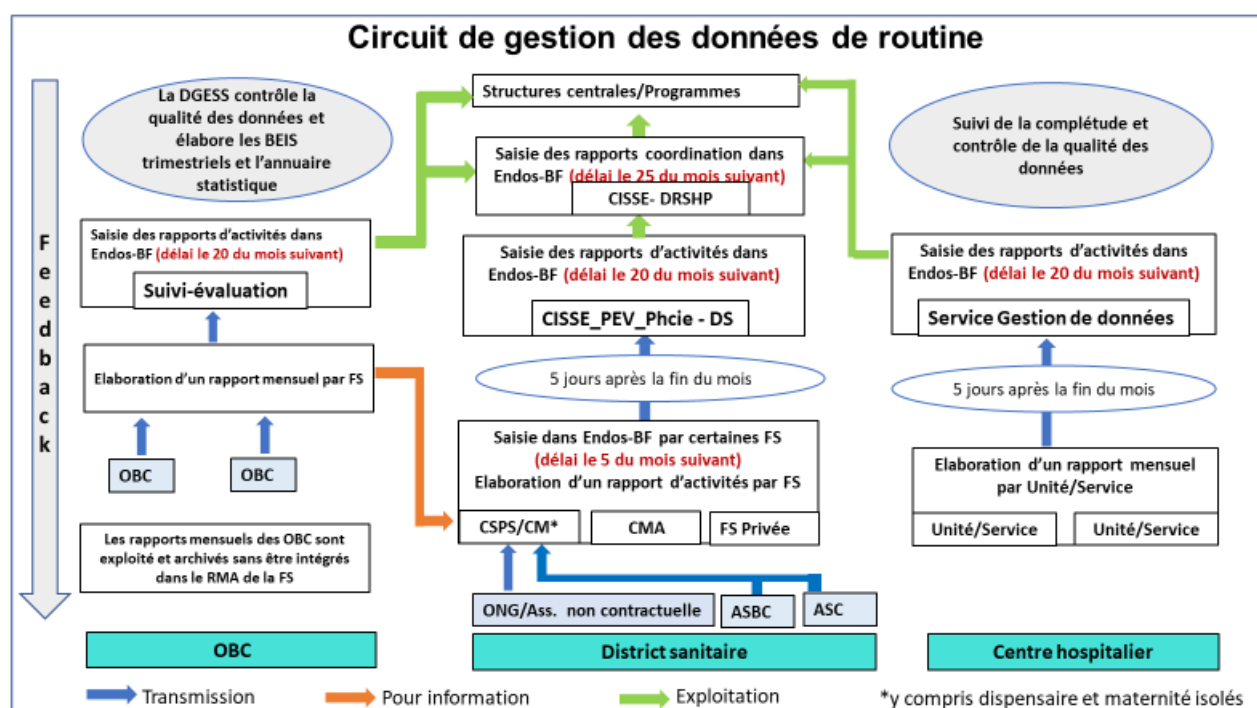 Circuit de gestion des données de routine
Feedback
La DGESS contrôle la
qualité des données et
élabore les BEIS
trimestriels et l'annuaire
statistique
Saisie des rapports d'activités dans
Endos-BF (délai le 20 du mois suivant)
Suivi-évaluation
Elaboration d'un rapport mensuel par FS
OBC
OBC
Les rapports mensuels des OBC sont
exploité et archivés sans être intégrés
dans le RMA de la FS
OBC
Structures centrales/Programmes
Saisie des rapports coordination dans
Endos-BF (délai le 25 du mois suivant)
CISSE- DRSHP
Saisie des rapports d'activités dans
Endos-BF (délai le 20 du mois suivant)
CISSE_PEV_Phcie - DS
5 jours après la fin du mois
Saisie dans Endos-BF par certaines FS
(délai le 5 du mois suivant)
Elaboration d'un rapport d'activités par FS
CSPS/CM*
CMA
FS Privée
ONG/Ass. non contractuelle
ASBC
ASC
District sanitaire
Suivi de la complétude et
contrôle de la qualité des
données
Saisie des rapports d'activités dans
Endos-BF (délai le 20 du mois suivant)
Service Gestion de données
5 jours après la fin du mois
Elaboration d'un rapport mensuel
par Unité/Service
Unité/Service
Unité/Service
Centre hospitalier
Transmission
Pour information
Exploitation
*y compris dispensaire et maternité isolés